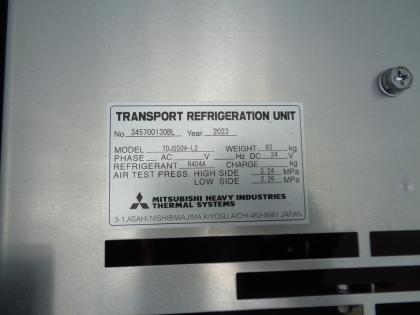 TRANSPORT REFRIGERATION UNIT
No 345700130BL Year 2023
MODEL TDJS50A-L2 WEIGHT 83 kg
PHASE AC V Hz DC 24 V
REFRIGERANT R404A CHARGE kg
AIR TEST PRESS. HIGH SIDE 3.24 MPa
LOW SIDE 2.26 MPa
MITSUBISHI HEAVY INDUSTRIES
THERMAL SYSTEMS
3-1,ASAHI,NISHIBIWAJIMA,KIYOSU,AICHI,452-8561,JAPAN